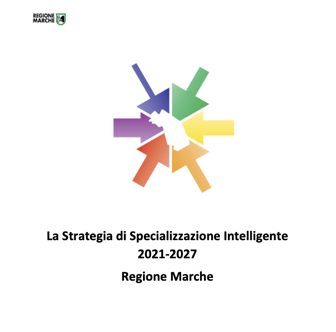 REGIONE
MARCHE
La Strategia di Specializzazione Intelligente
2021-2027
Regione Marche